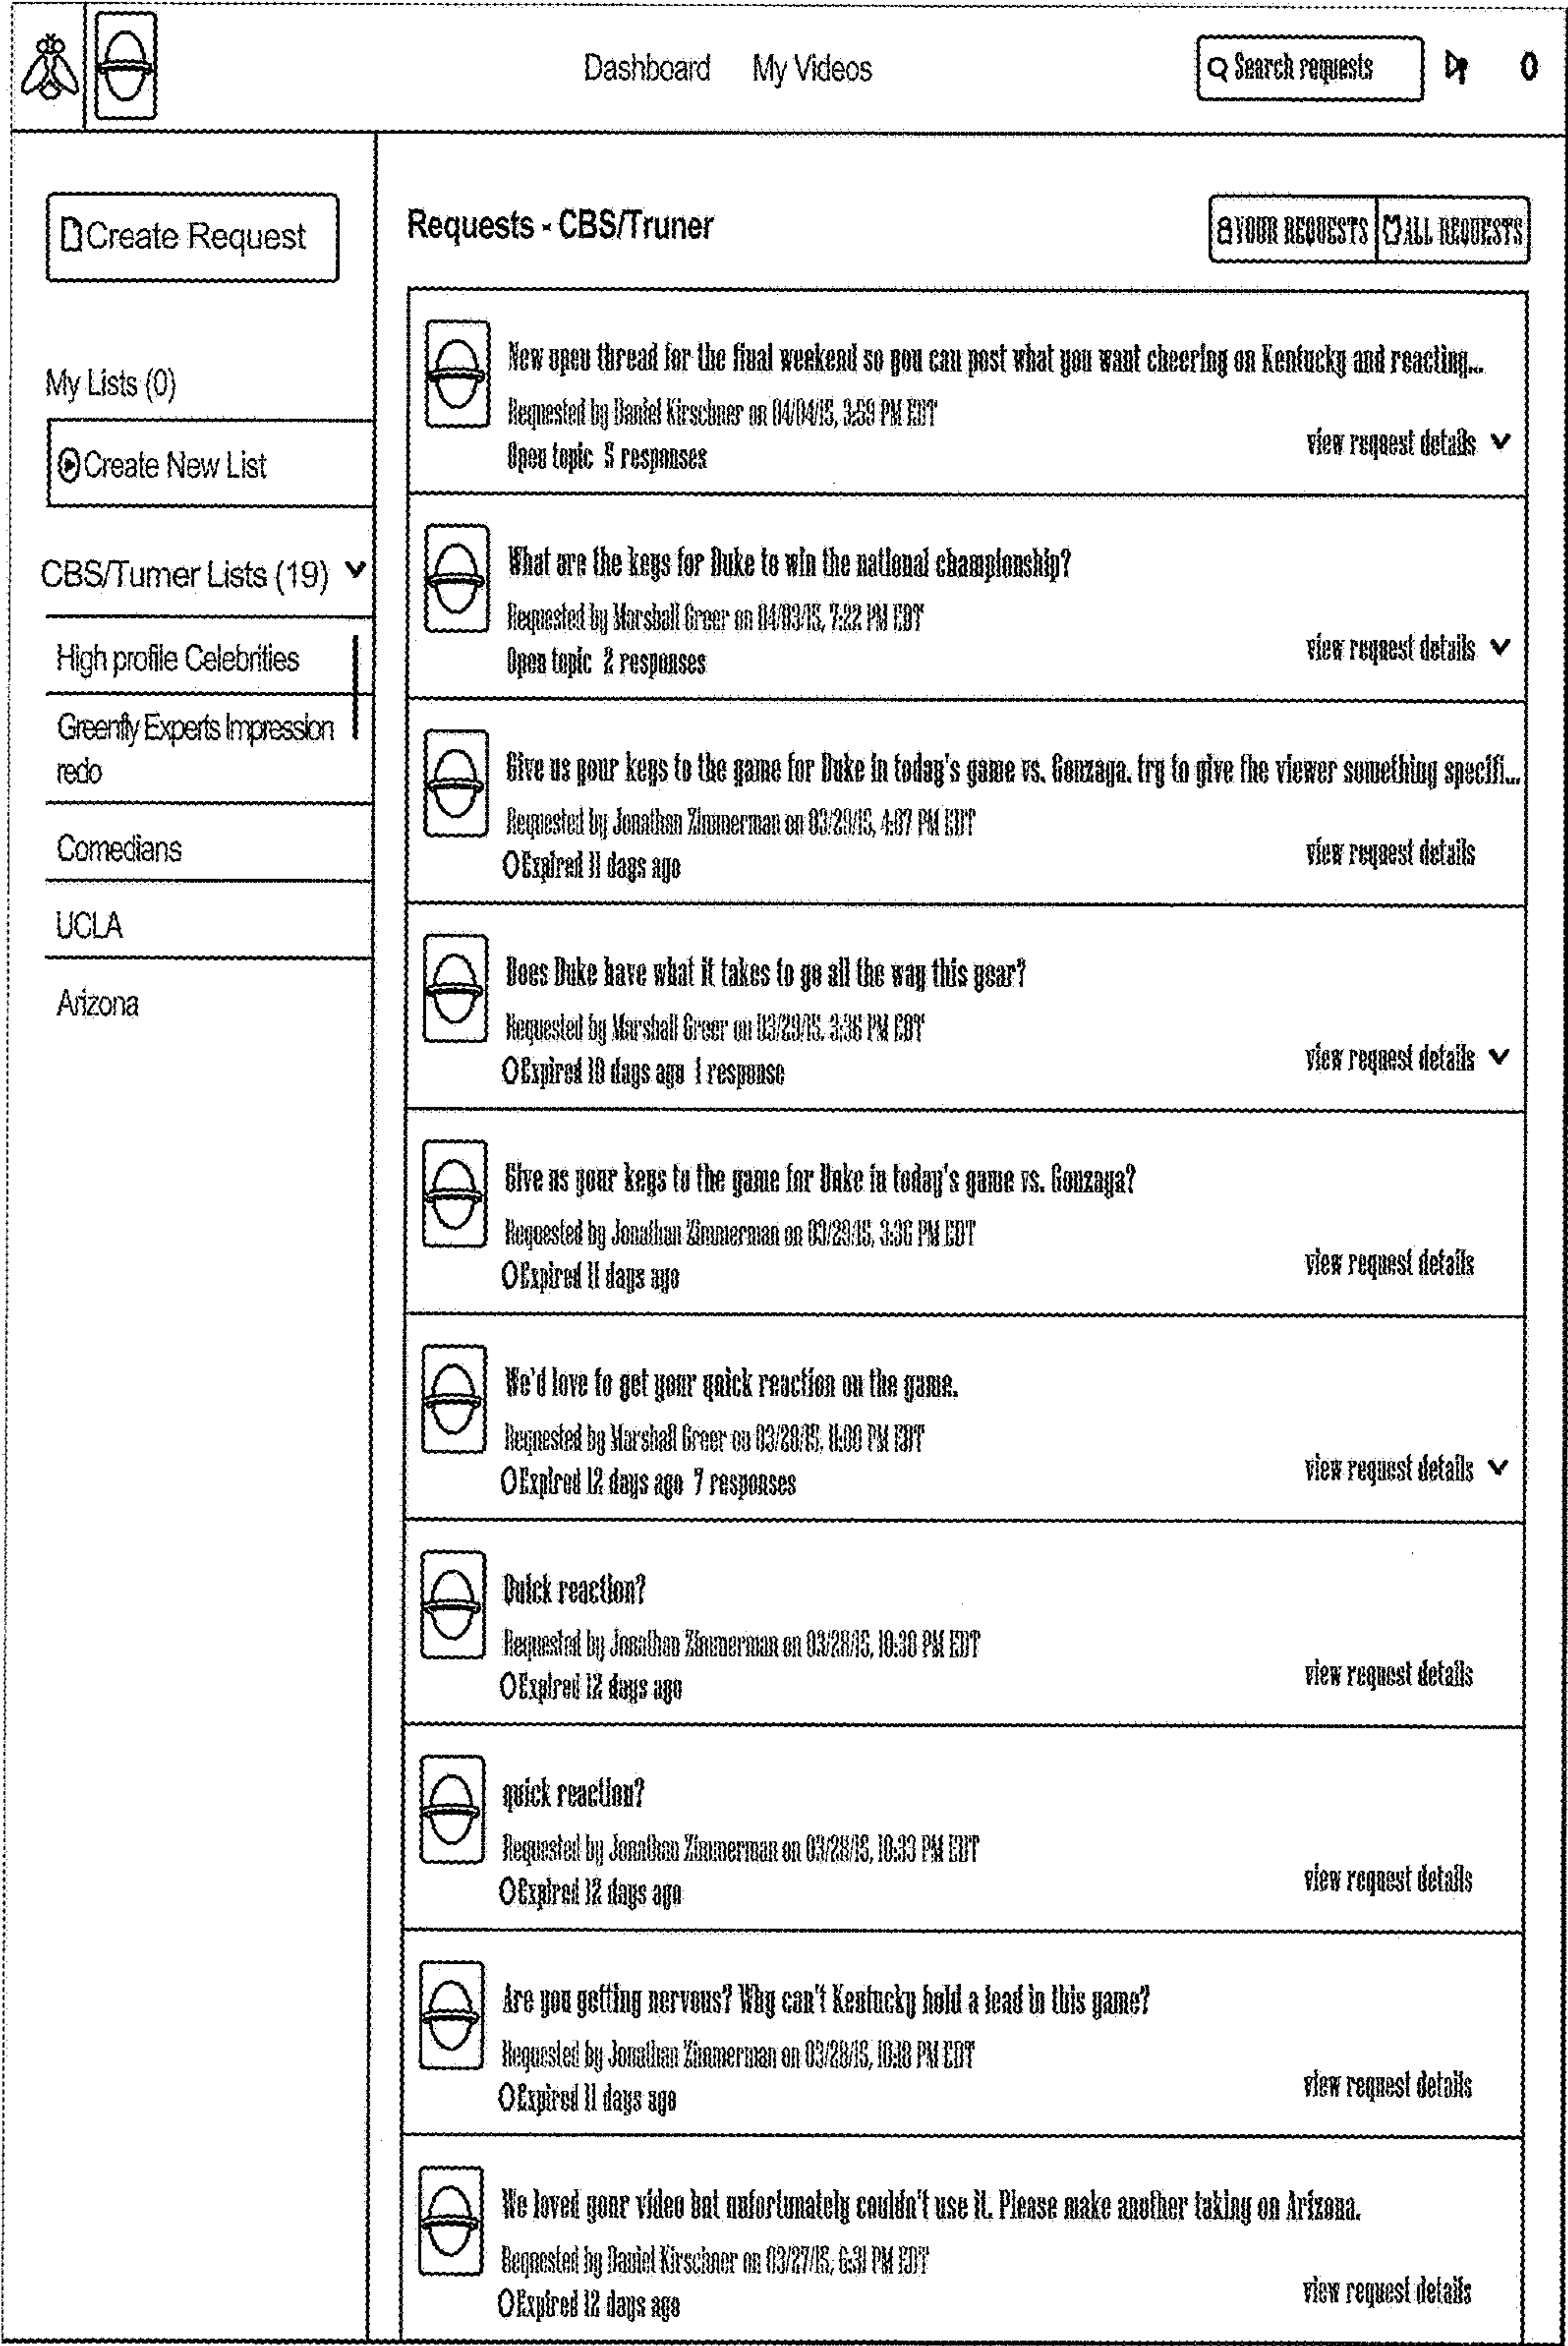 Dashboard My Videos Search requests
Create Request
My Lists (0)
Create New List
CBS/Turner Lists (19)
High profile Celebrities
Greenfly Experts Impression
redo
Comedians
UCLA
Arizona
Requests - CBS/Truner
YOUR REQUESTS ALL REQUESTS
New open thread for the final weekend so you can post what you want cheering on Kentucky and reacting...
Requested by Daniel Kirschner on 04/04/15, 3:59 PM EDT
Open topic 5 responses
view request details
What are the keys for Duke to win the national championship?
Requested by Marshall Greer on 04/03/15, 7:22 PM EDT
Open topic 2 responses
view request details
Give us your keys to the game for Duke in today's game vs. Gonzaga. try to give the viewer something specifi...
Requested by Jonathan Zimmerman on 03/29/15, 4:07 PM EDT
Expired 11 days ago
view request details
Does Duke have what it takes to go all the way this year?
Requested by Marshall Greer on 03/29/15, 3:36 PM EDT
Expired 10 days ago 1 response
view request details
Give us your keys to the game for Duke in today's game vs. Gonzaga?
Requested by Jonathan Zimmerman on 03/29/15, 3:36 PM EDT
Expired 11 days ago
view request details
We'd love to get your quick reaction on the game.
Requested by Marshall Greer on 03/28/15, 11:00 PM EDT
Expired 12 days ago 7 responses
view request details
Quick reaction?
Requested by Jonathan Zimmerman on 03/28/15, PM EDT
Expired 12 days ago
view request details
quick reaction?
Requested by Jonathan Zimmerman on 03/28/15, 10:33 PM EDT
Expired 12 days ago
view request details
Are you getting nervous? Why can't Kentucky hold a lead in this game?
Requested by Jonathan Zimmerman on 03/28/15, PM EDT
Expired 11 days ago
view request details
We loved your video but unfortunately couldn't use it. Please make another taking on Arizona.
Requested by Daniel Kirschner on 03/27/15, 6:31 PM EDT
Expired 12 days ago
view request details